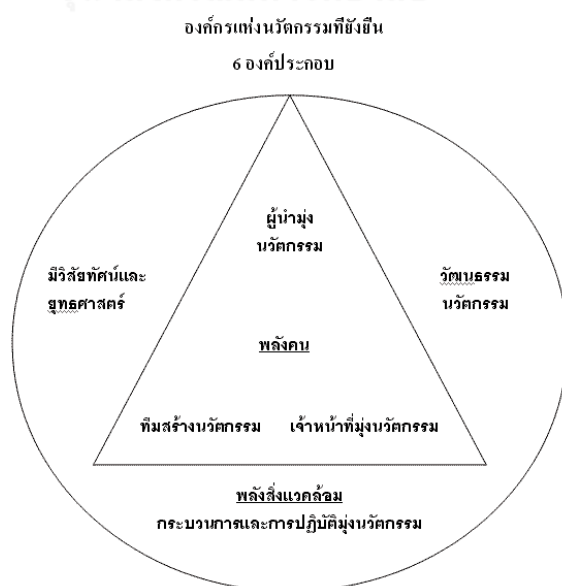 องค์กรแห่งนวัตกรรมที่ยั่งยืน
6 องค์ประกอบ
ผู้นำมุ่ง
นวัตกรรม
มีวิสัยทัศน์และ
ยุทธศาสตร์
วัฒนธรรม
นวัตกรรม
พลังคน
ทีมสร้างนวัตกรรม เจ้าหน้าที่มุ่งนวัตกรรม
พลังสิ่งแวดล้อม
กระบวนการและการปฏิบัติมุ่งนวัตกรรม